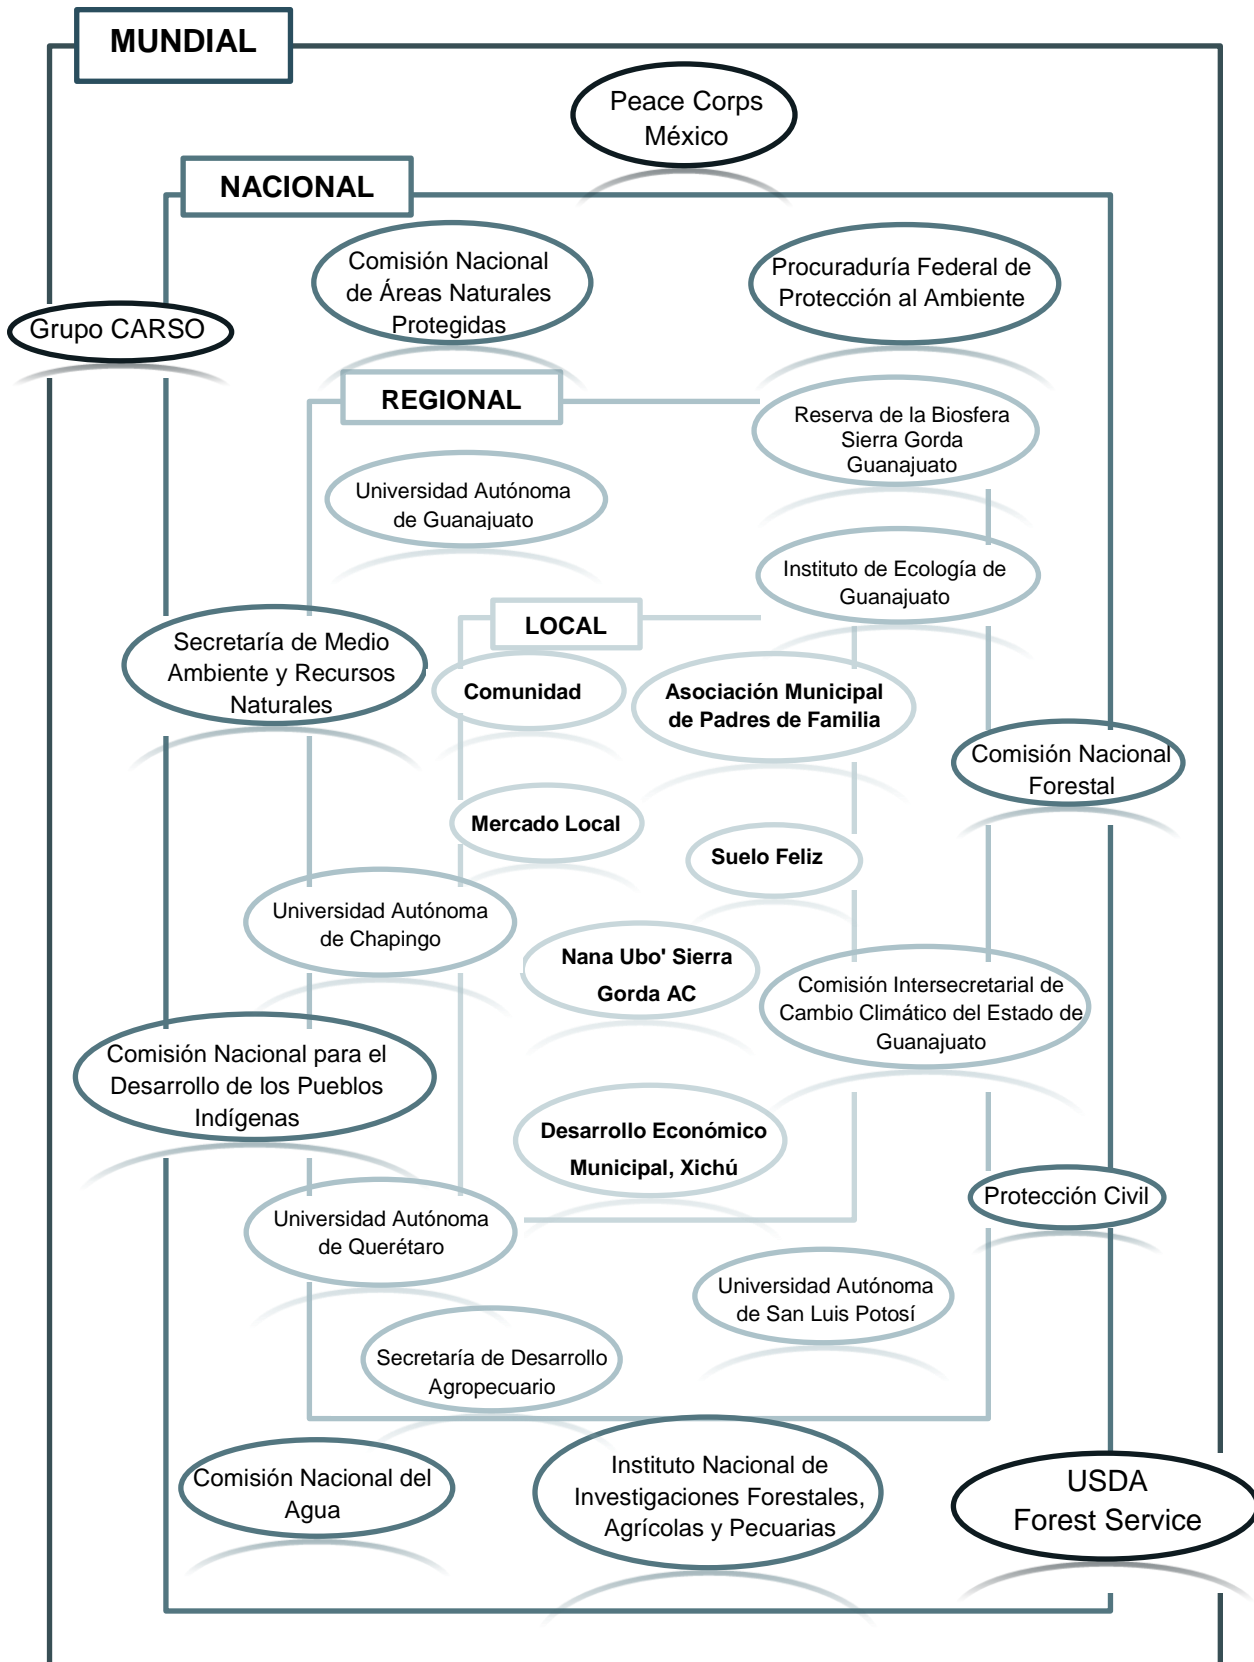 MUNDIAL
Peace Corps
México
NACIONAL
Comisión Nacional
de Áreas Naturales
Protegidas
Procuraduría Federal de
Protección al Ambiente
Grupo CARSO
REGIONAL
Reserva de la Biosfera
Sierra Gorda
Guanajuato
Universidad Autónoma
de Guanajuato
Instituto de Ecología de
Guanajuato
LOCAL
Secretaría de Medio
Ambiente y Recursos
Naturales
Comunidad
Asociación Municipal
de Padres de Familia
Comisión Nacional
Forestal
Mercado Local
Suelo Feliz
Universidad Autónoma
de Chapingo
Nana Ubo' Sierra
Gorda AC
Comisión Intersecretarial de
Cambio Climático del Estado de
Guanajuato
Comisión Nacional para el
Desarrollo de los Pueblos
Indígenas
Desarrollo Económico
Municipal, Xichú
Protección Civil
Universidad Autónoma
de Querétaro
Universidad Autónoma
de San Luis Potosí
Secretaría de Desarrollo
Agropecuario
Comisión Nacional del
Agua
Instituto Nacional de
Investigaciones Forestales,
Agrícolas y Pecuarias
USDA
Forest Service